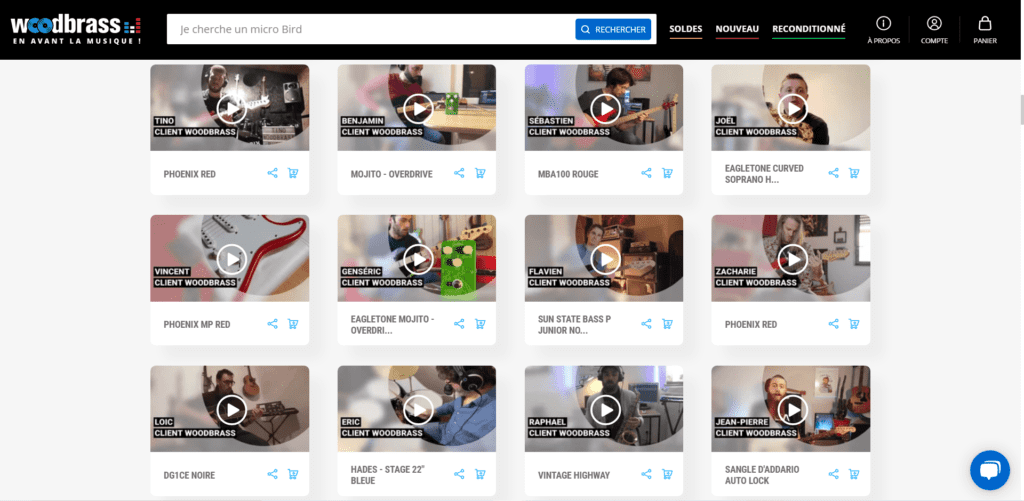 woodbrass
EN AVANT LA MUSIQUE !
Je cherche un micro Bird
RECHERCHER
SOLDES
NOUVEAU
RECONDITIONNÉ
À PROPOS
COMPTE
PANIER
TINO
CLIENT WOODBRASS
BENJAMIN
CLIENT WOODBRASS
SÉBASTIEN
CLIENT WOODBRASS
JOËL
CLIENT WOODBRASS
PHOENIX RED
MOJITO - OVERDRIVE
MBA100 ROUGE
EAGLETONE CURVED
SOPRANO H...
VINCENT
CLIENT WOODBRASS
GENSÉRIC
CLIENT WOODBRASS
FLAVIEN
CLIENT WOODBRASS
ZACHARIE
CLIENT WOODBRASS
PHOENIX MP RED
EAGLETONE MOJITO -
OVERDRI...
SUN STATE BASS P
JUNIOR NO...
PHOENIX RED
LOIC
CLIENT WOODBRASS
ERIC
CLIENT WOODBRASS
RAPHAEL
CLIENT WOODBRASS
JEAN-PIERRE
CLIENT WOODBRASS
DG1CE NOIRE
HADES - STAGE 22"
BLEUE
VINTAGE HIGHWAY
SANGLE D'ADDARIO
AUTO LOCK